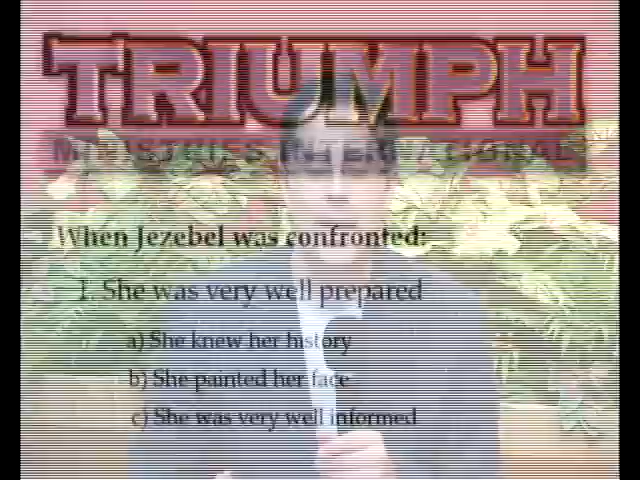 TRIUMPH
MINISTRIES INTERNATIONAL
When Jezebel was confronted:
I. She was very well prepared
a) She knew her history
b) She painted her face
c) She was very well informed